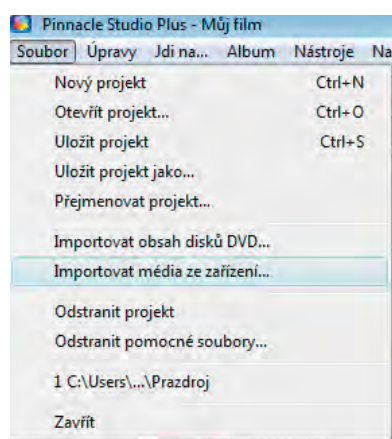 Pinnacle Studio Plus - Můj film
Soubor Úpravy Jdi na... Album Nástroje Na
Nový projekt Ctrl+N
Otevřít projekt... Ctrl+O
Uložit projekt Ctrl+S
Uložit projekt jako...
Přejmenovat projekt...
Importovat obsah disků DVD...
Importovat média ze zařízení...
Odstranit projekt
Odstranit pomocné soubory...
1 C:\Users\...\Prazdroj
Zavřít